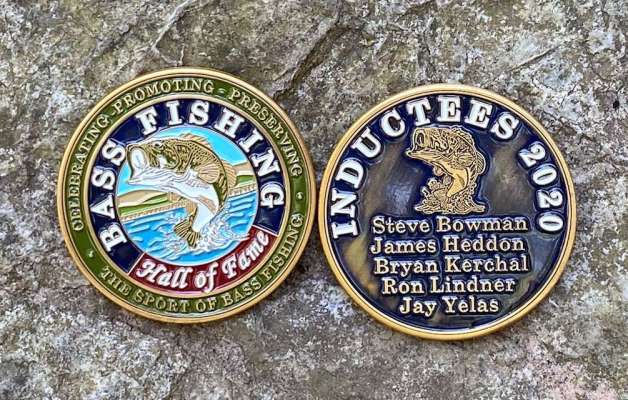 CELEBRATING - PROMOTING - PRESERVING
BASS FISHING
Hall of Fame
THE SPORT OF BASS FISHING
INDUCTEES 2020
Steve Bowman
James Heddon
Bryan Kerchal
Ron Lindner
Jay Yelas